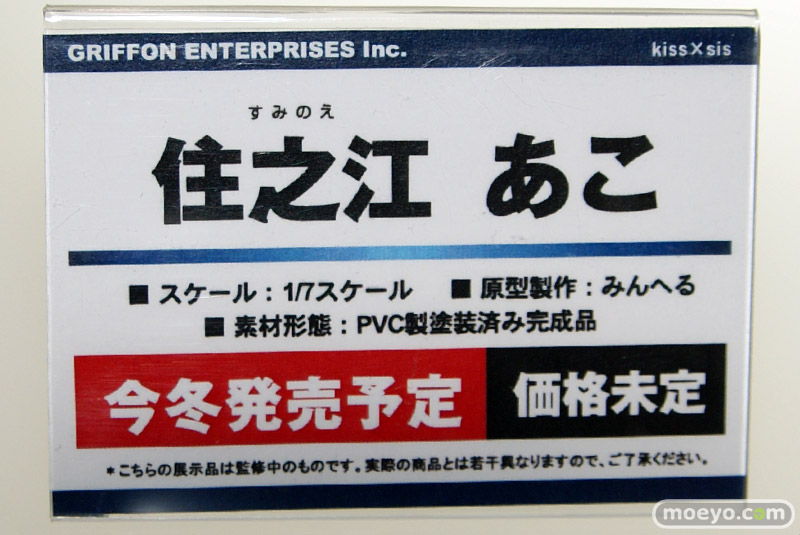 GRIFFON ENTERPRISES Inc. kiss×sis
すみのえ
住之江 あこ
■ スケール：1/7スケール ■ 原型製作：みんへる
■ 素材形態：PVC製塗装済み完成品
今冬発売予定 価格未定
*こちらの展示品は監修中のものです。実際の商品とは若干異なりますので、ご了承ください。
moeyo.com